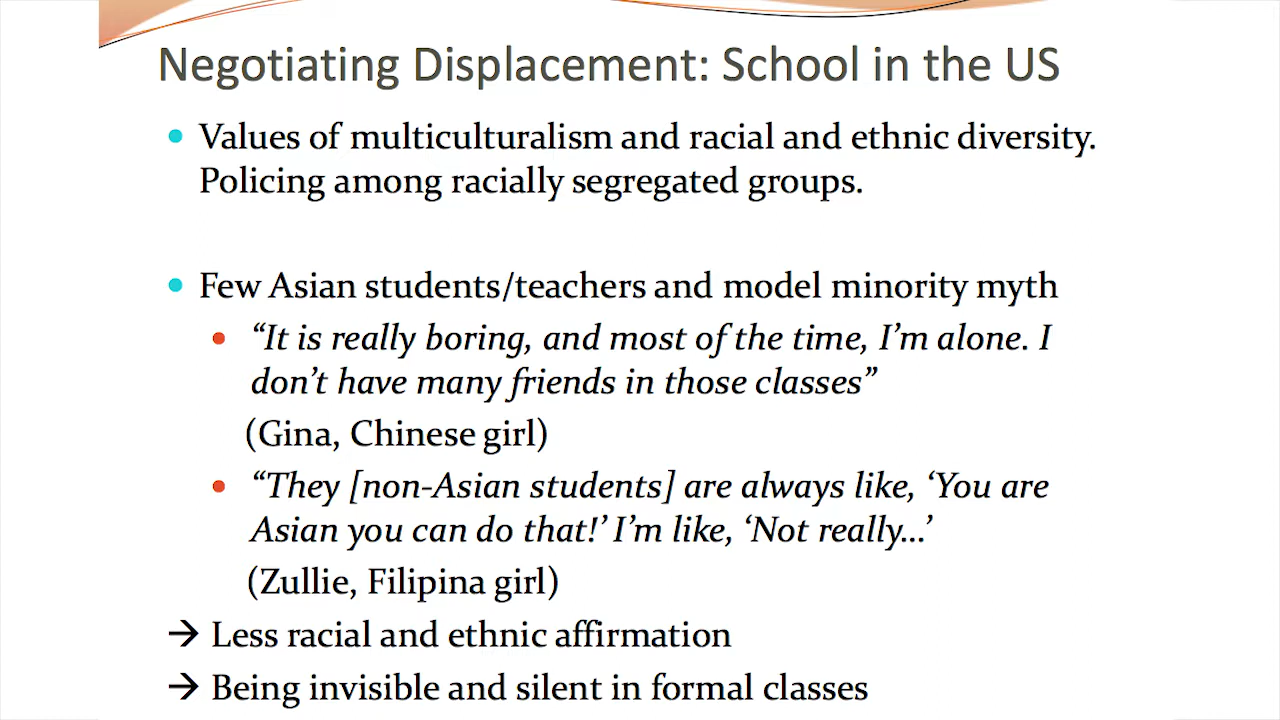 Negotiating Displacement: School in the US
• Values of multiculturalism and racial and ethnic diversity.
Policing among racially segregated groups.
• Few Asian students/teachers and model minority myth
• “It is really boring, and most of the time, I’m alone. I
don’t have many friends in those classes”
(Gina, Chinese girl)
• “They [non-Asian students] are always like, ‘You are
Asian you can do that!’ I’m like, ‘Not really…’
(Zullie, Filipina girl)
→ Less racial and ethnic affirmation
→ Being invisible and silent in formal classes